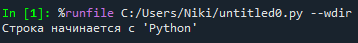 In [1]: %runfile C:/Users/Niki/untitled0.py --wdir
Строка начинается с 'Python'